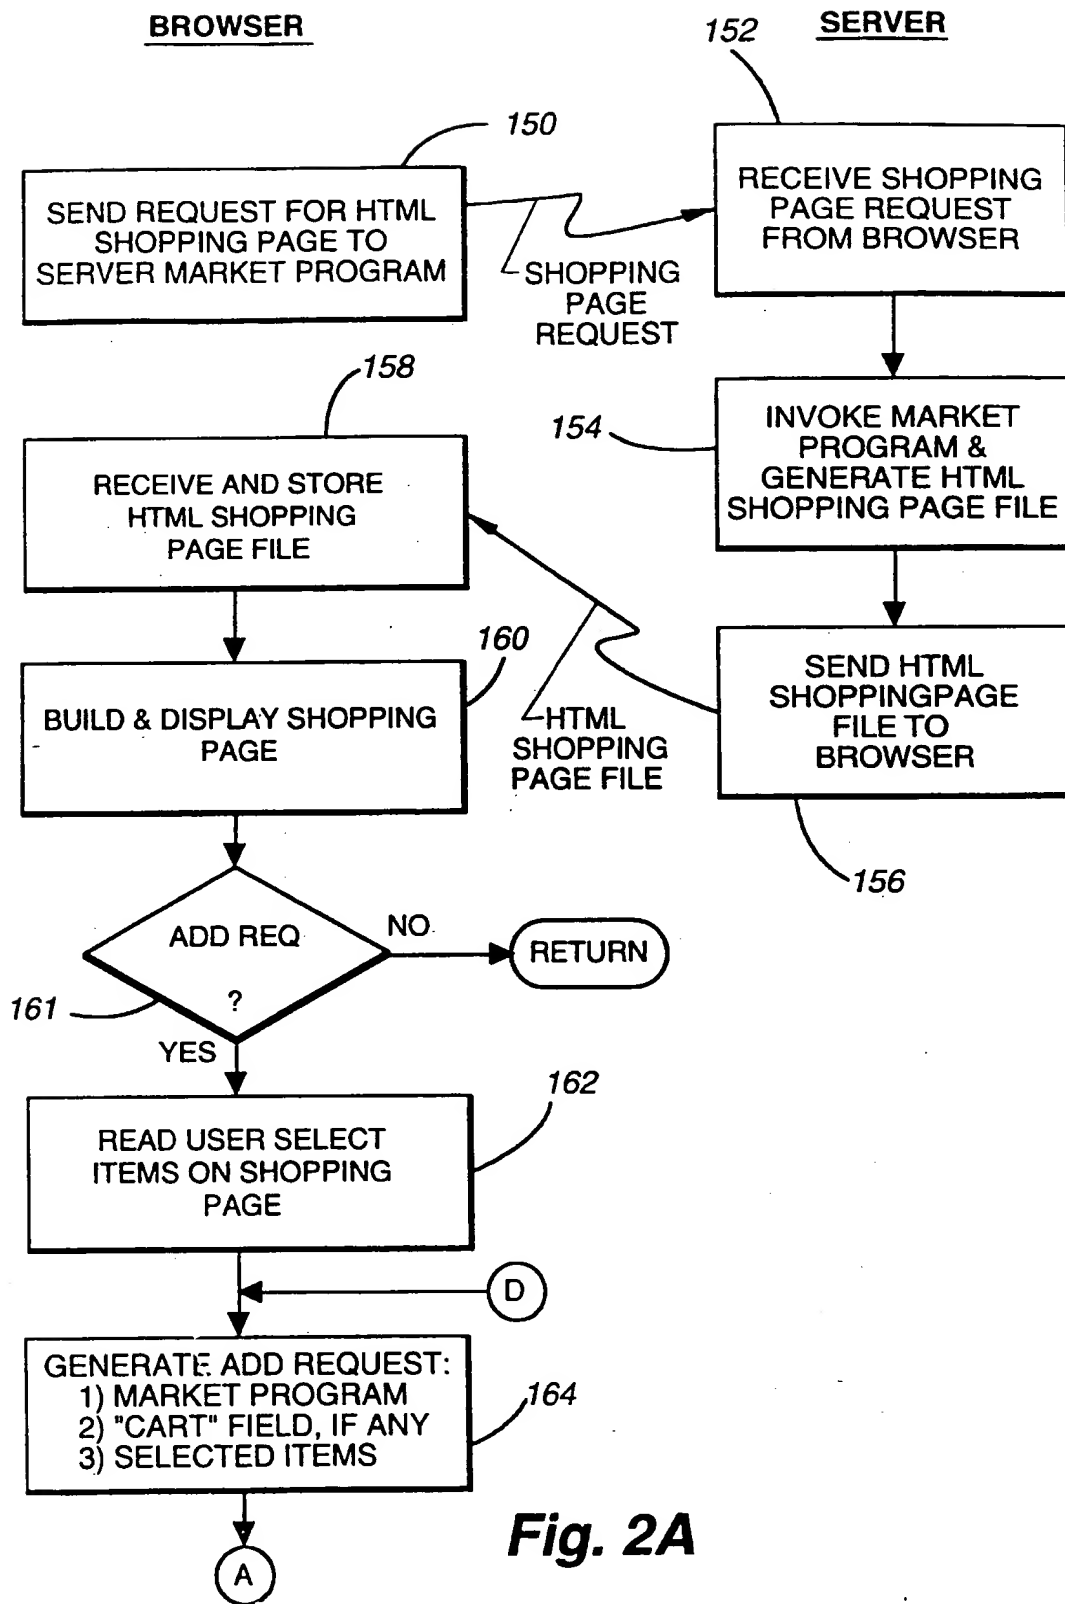 BROWSER
SERVER
152
150
SEND REQUEST FOR HTML
SHOPPING PAGE TO
SERVER MARKET PROGRAM
SHOPPING
PAGE
REQUEST
RECEIVE SHOPPING
PAGE REQUEST
FROM BROWSER
158
154
INVOKE MARKET
PROGRAM &
GENERATE HTML
SHOPPING PAGE FILE
RECEIVE AND STORE
HTML SHOPPING
PAGE FILE
160
BUILD & DISPLAY SHOPPING
PAGE
HTML
SHOPPING
PAGE FILE
SEND HTML
SHOPPINGPAGE
FILE TO
BROWSER
156
ADD REQ
?
NO
RETURN
161
YES
162
READ USER SELECT
ITEMS ON SHOPPING
PAGE
D
GENERATE ADD REQUEST:
1) MARKET PROGRAM
2) "CART" FIELD, IF ANY
3) SELECTED ITEMS
164
A
Fig. 2A